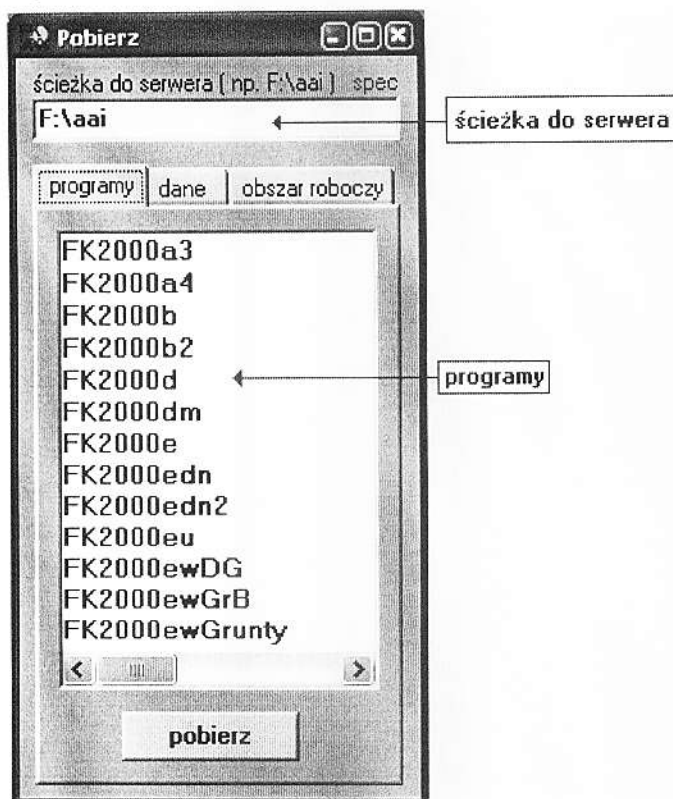 Pobierz
ścieżka do serwera ( np. F:\aai ) spec
F:\aai
ścieżka do serwera
programy dane obszar roboczy
FK2000a3
FK2000a4
FK2000b
FK2000b2
FK2000d
programy
FK2000dm
FK2000e
FK2000edn
FK2000edn2
FK2000eu
FK2000ewDG
FK2000ewGrB
FK2000ewGrunty
pobierz